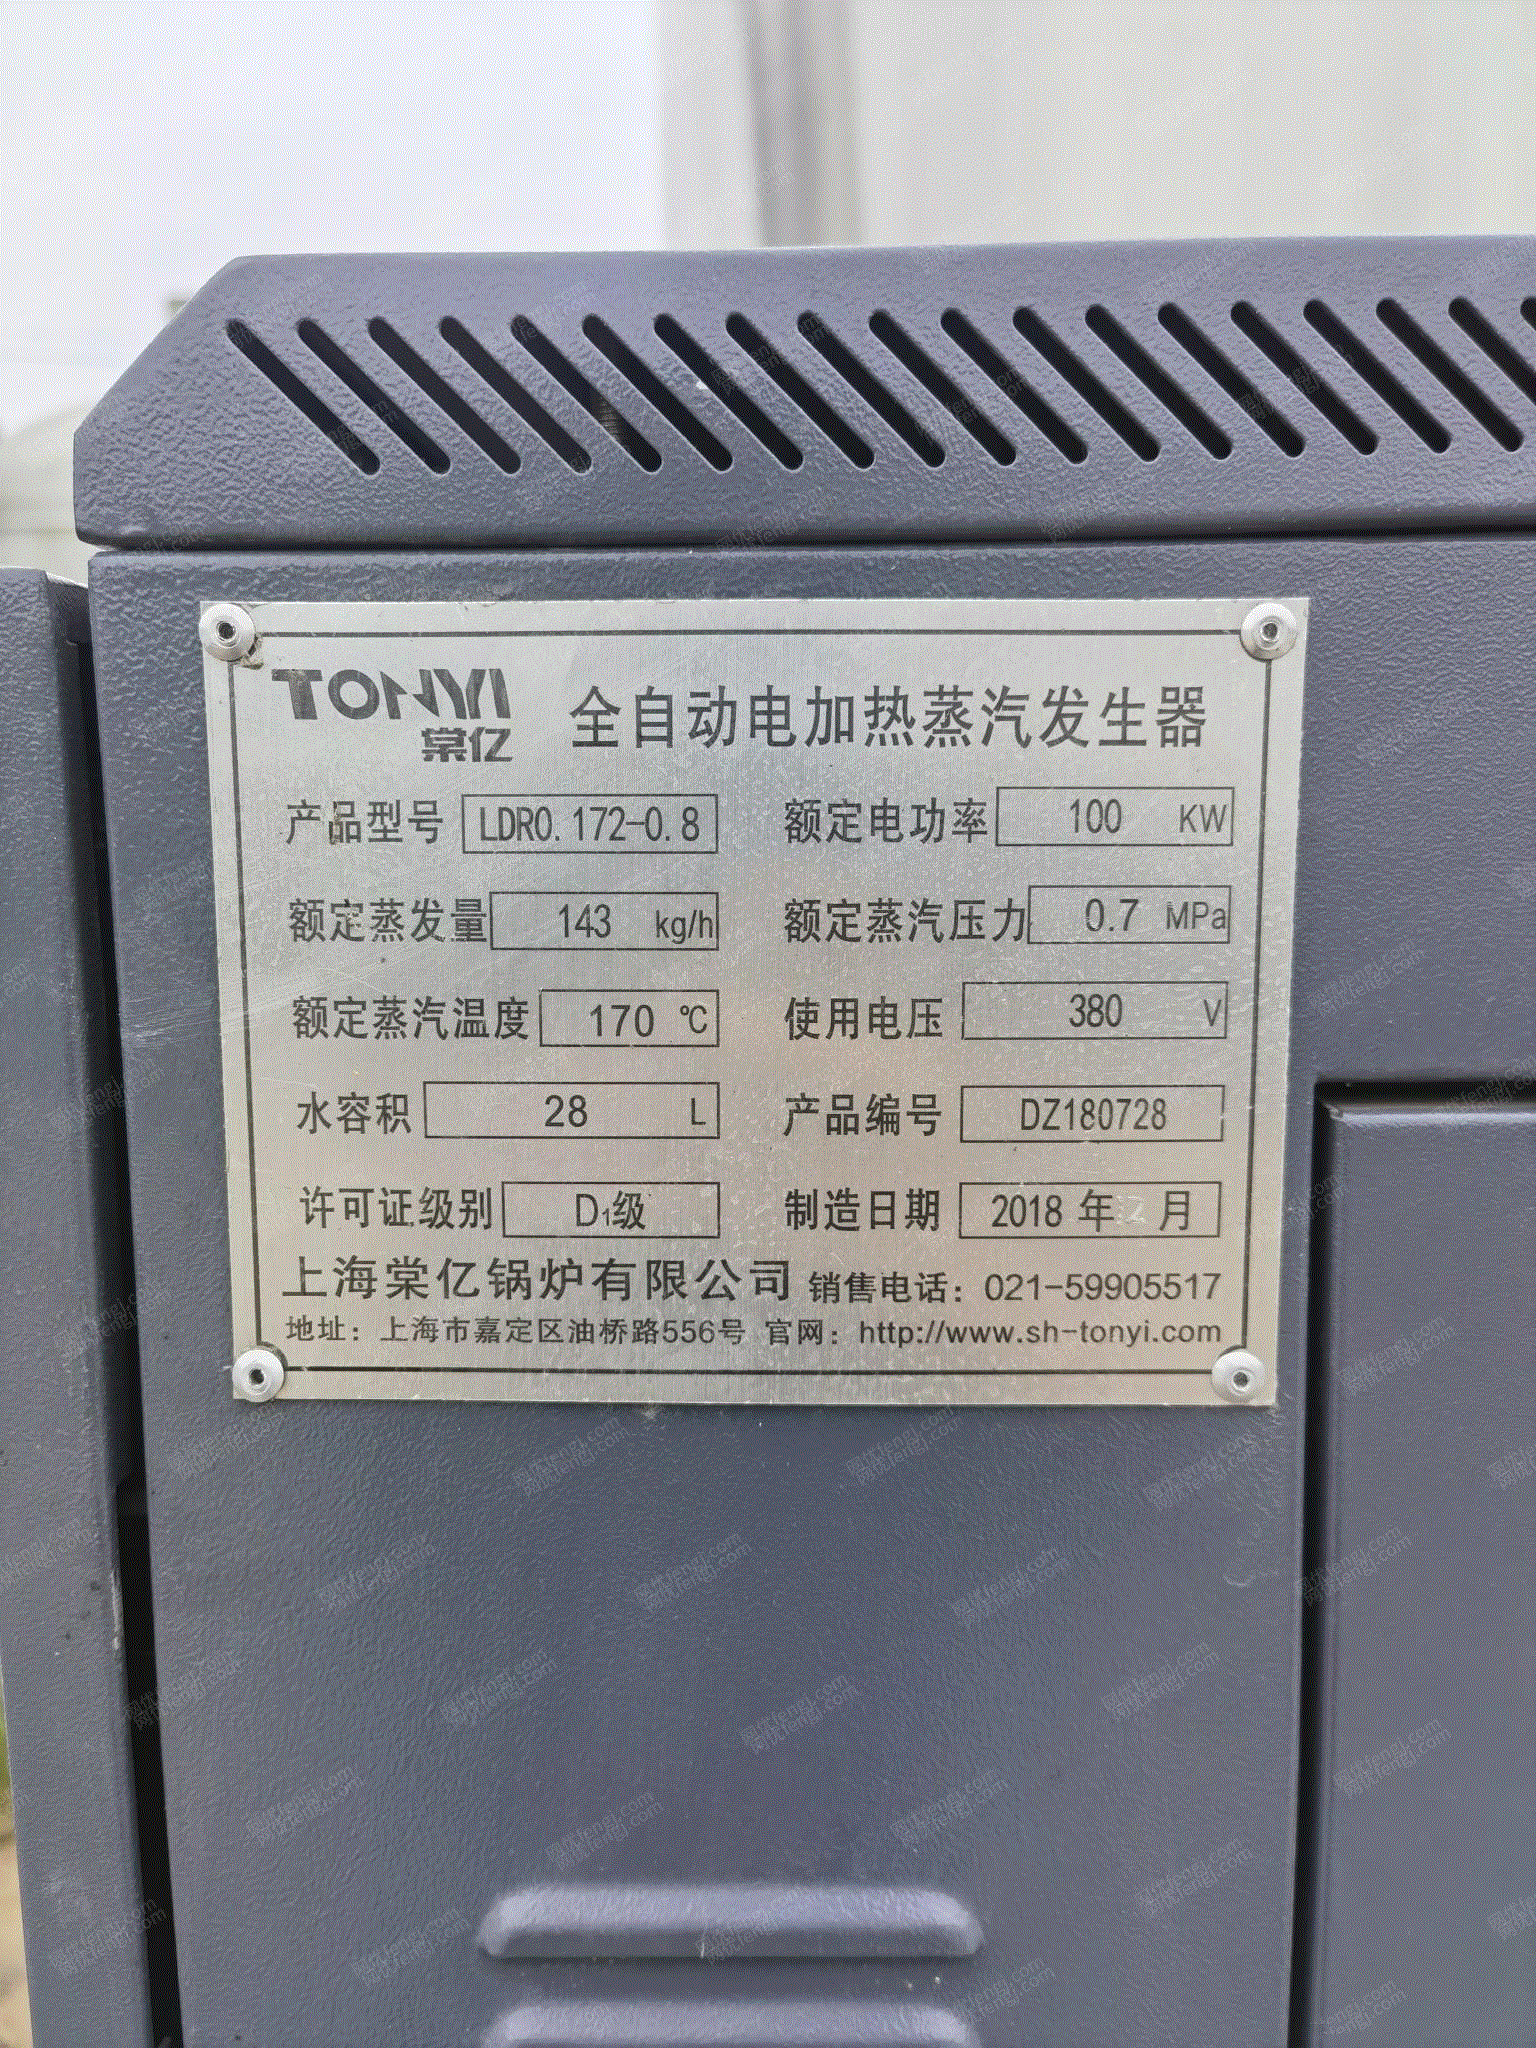 TONYI
棠亿
全自动电加热蒸汽发生器
产品型号 LDR0.172-0.8 额定电功率 100 KW
额定蒸发量 143 kg/h 额定蒸汽压力 0.7 MPa
额定蒸汽温度 170 ℃ 使用电压 380 V
水容积 28 L 产品编号 DZ180728
许可证级别 D₁级 制造日期 2018 年 月
上海棠亿锅炉有限公司 销售电话：021-59905517
地址：上海市嘉定区油桥路556号 官网：http://www.sh-tonyi.com